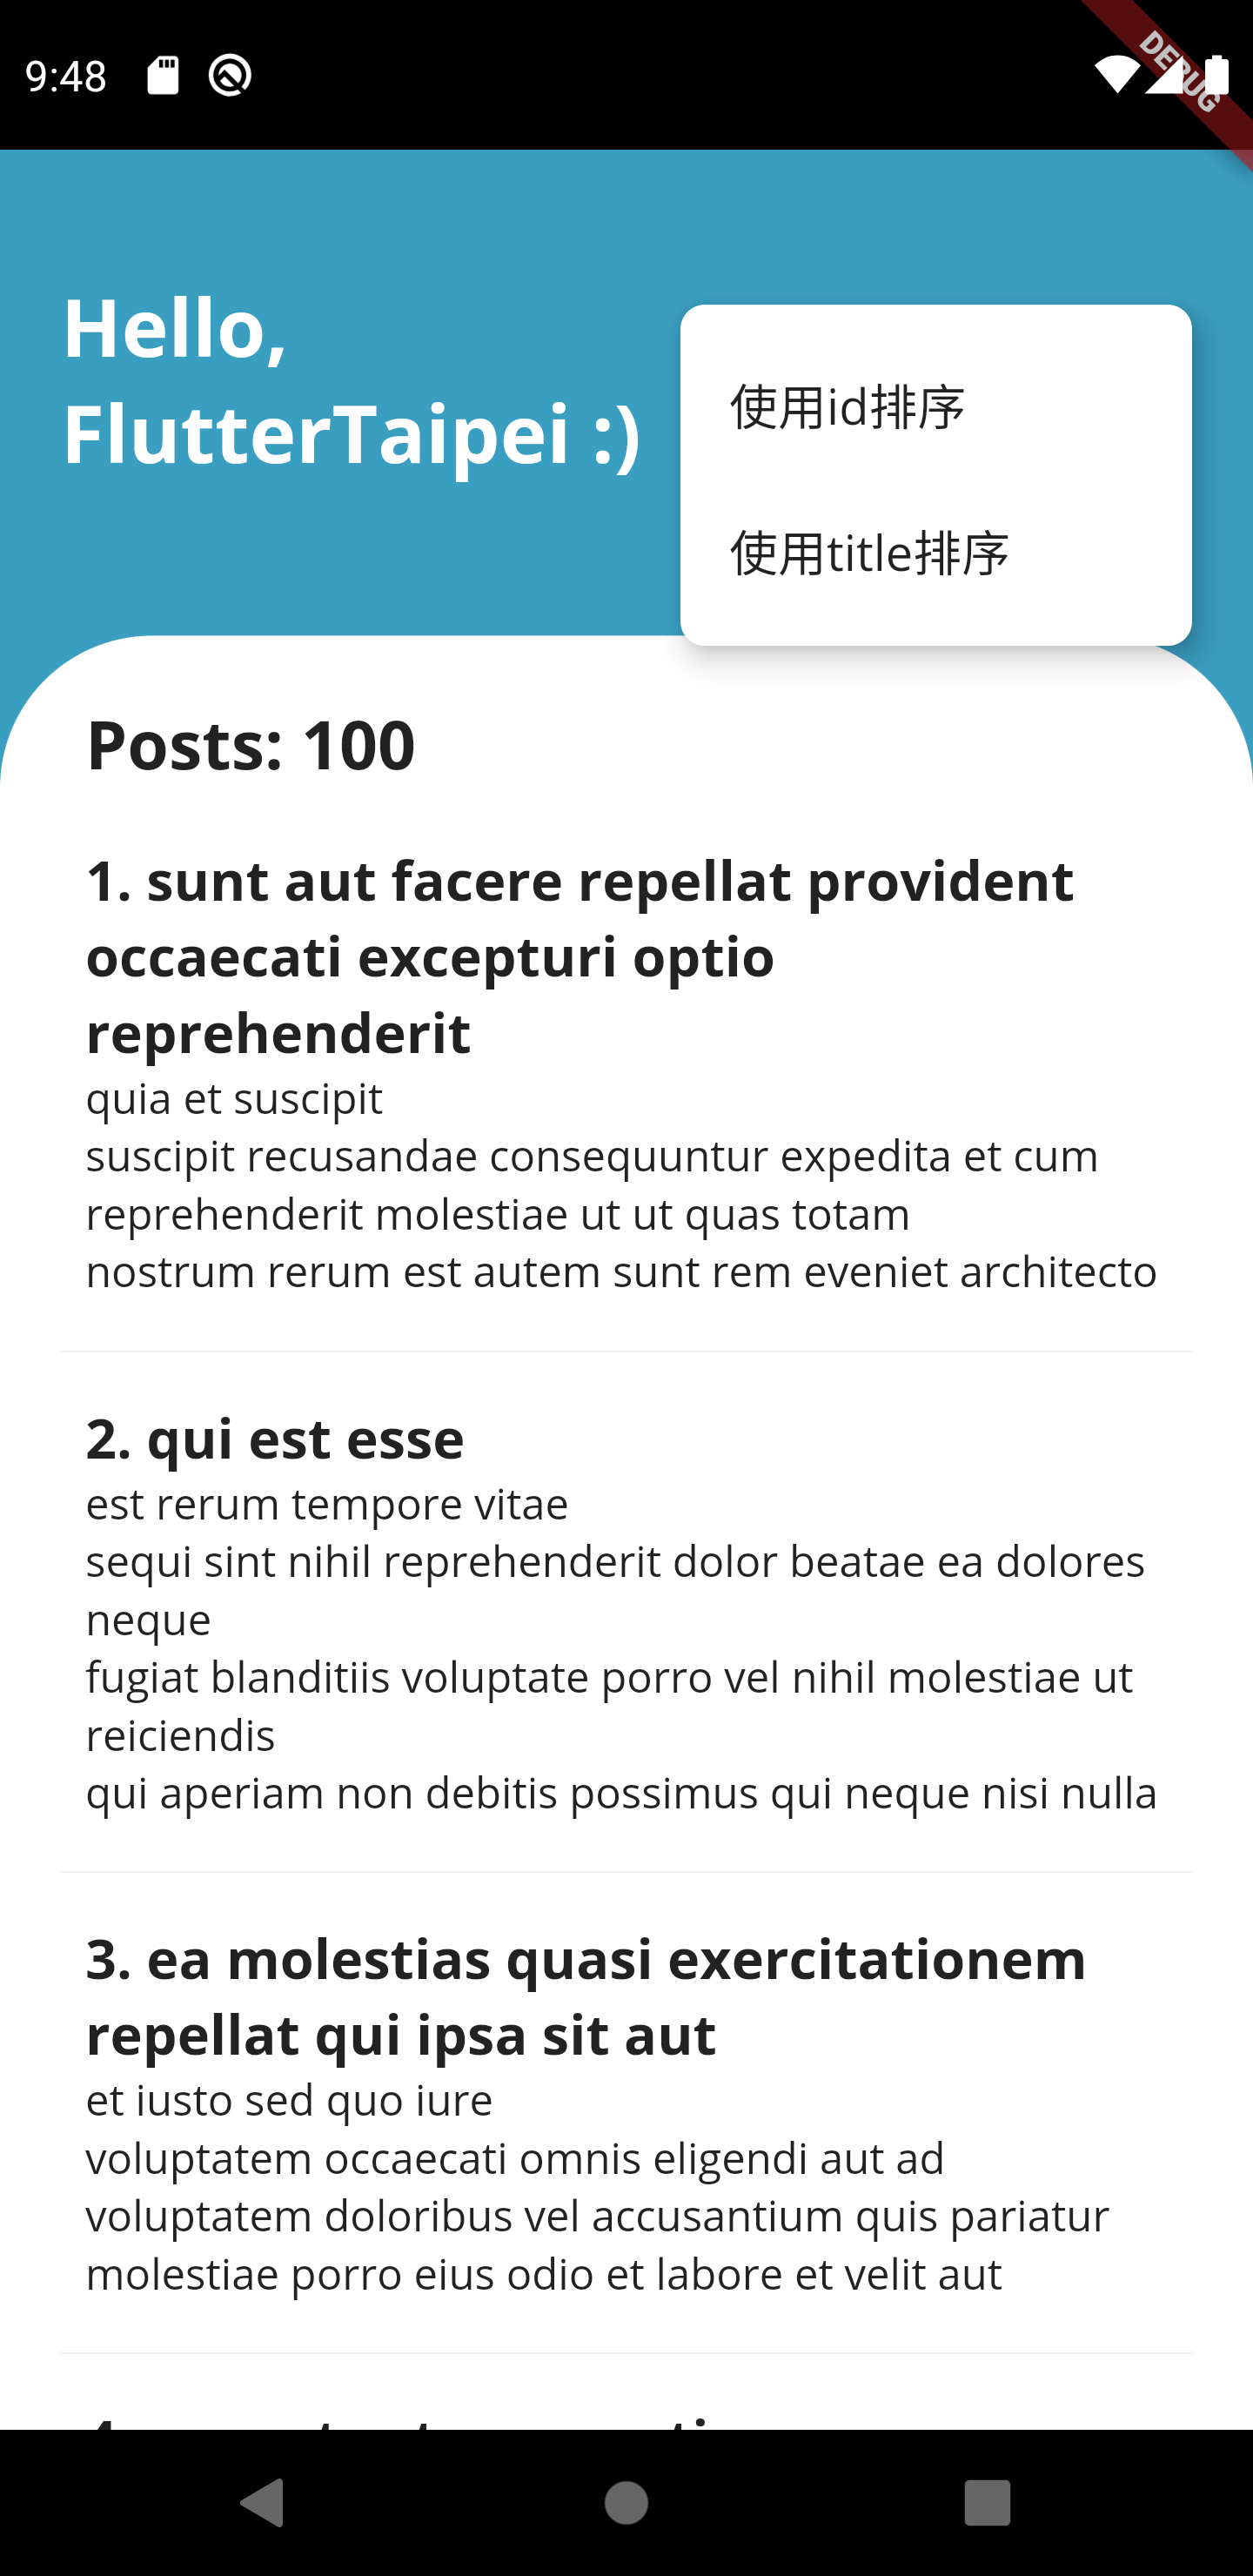 9:48
DEBUG
Hello,
FlutterTaipei :)
使用id排序
使用title排序
Posts: 100
1. sunt aut facere repellat provident
occaecati excepturi optio
reprehenderit
quia et suscipit
suscipit recusandae consequuntur expedita et cum
reprehenderit molestiae ut ut quas totam
nostrum rerum est autem sunt rem eveniet architecto
2. qui est esse
est rerum tempore vitae
sequi sint nihil reprehenderit dolor beatae ea dolores
neque
fugiat blanditiis voluptate porro vel nihil molestiae ut
reiciendis
qui aperiam non debitis possimus qui neque nisi nulla
3. ea molestias quasi exercitationem
repellat qui ipsa sit aut
et iusto sed quo iure
voluptatem occaecati omnis eligendi aut ad
voluptatem doloribus vel accusantium quis pariatur
molestiae porro eius odio et labore et velit aut